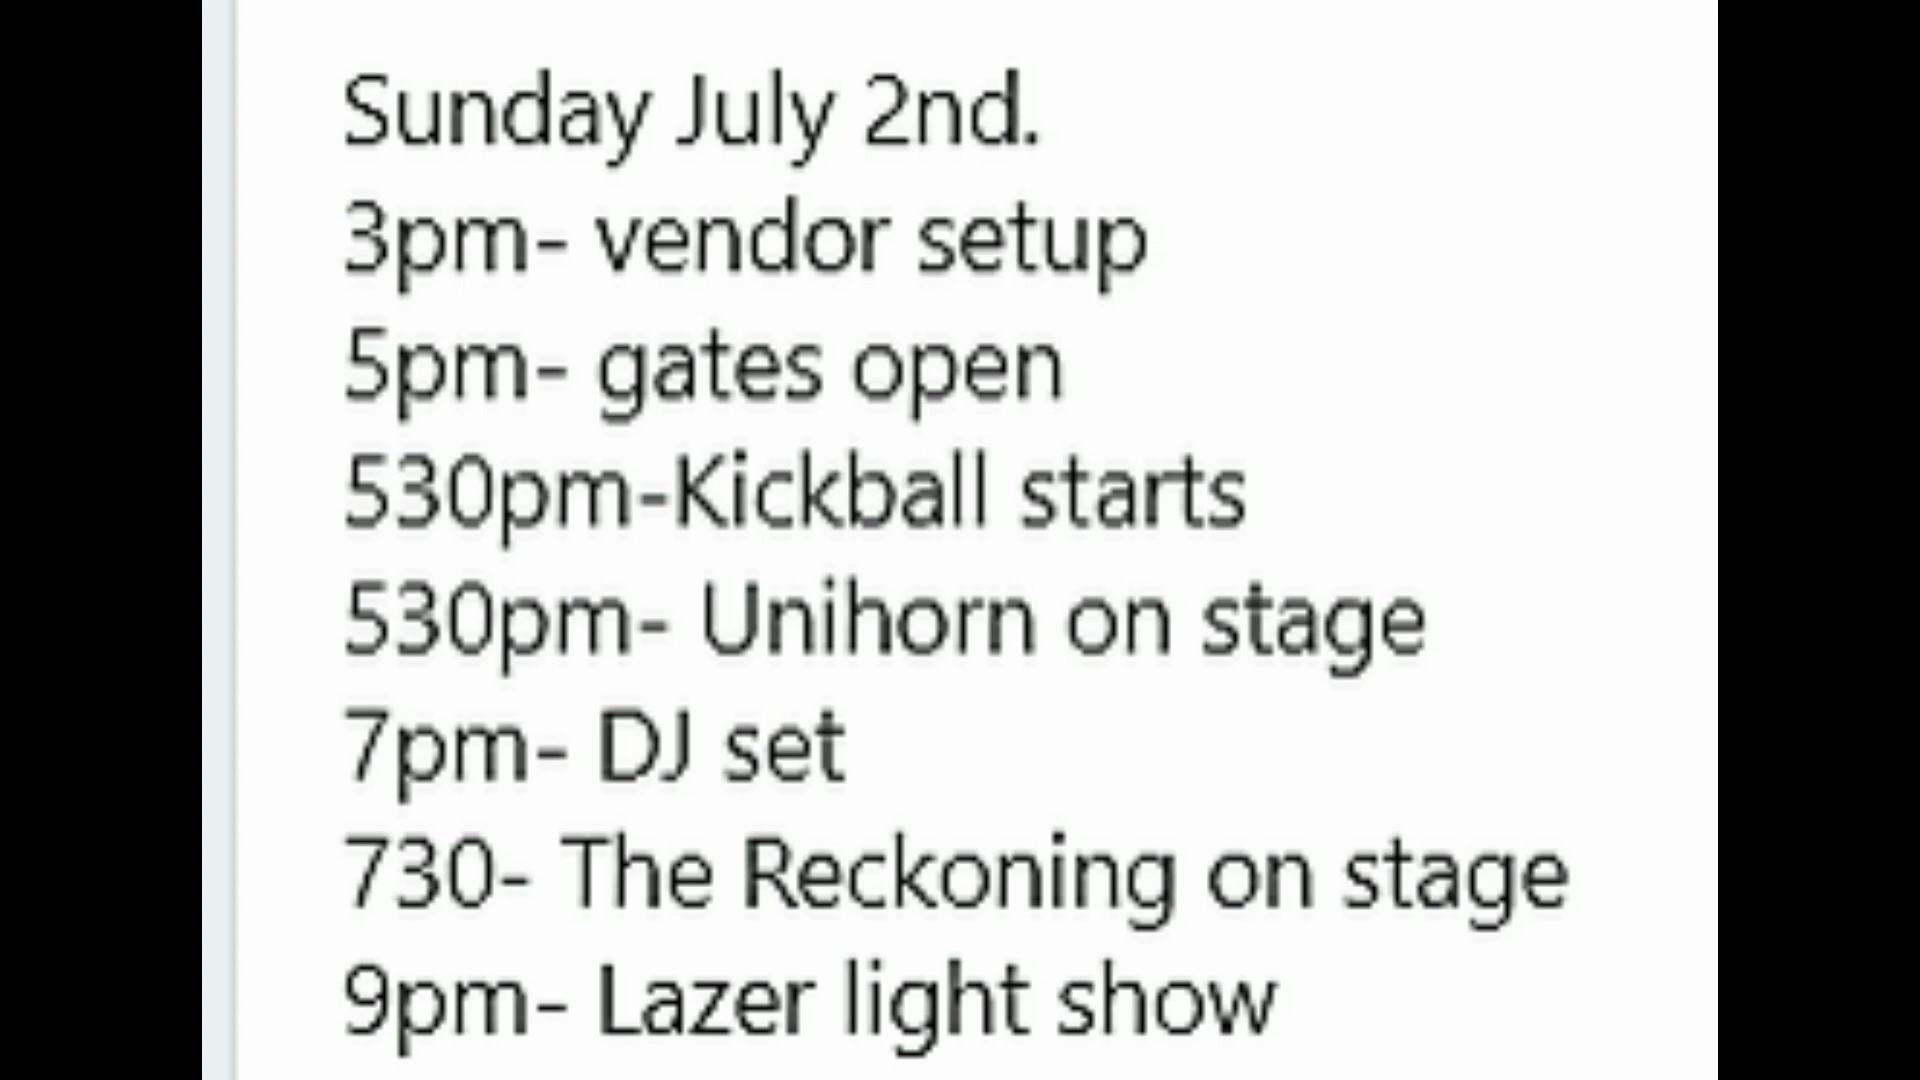 Sunday July 2nd.
3pm- vendor setup
5pm- gates open
530pm-Kickball starts
530pm- Unihorn on stage
7pm- DJ set
730- The Reckoning on stage
9pm- Lazer light show